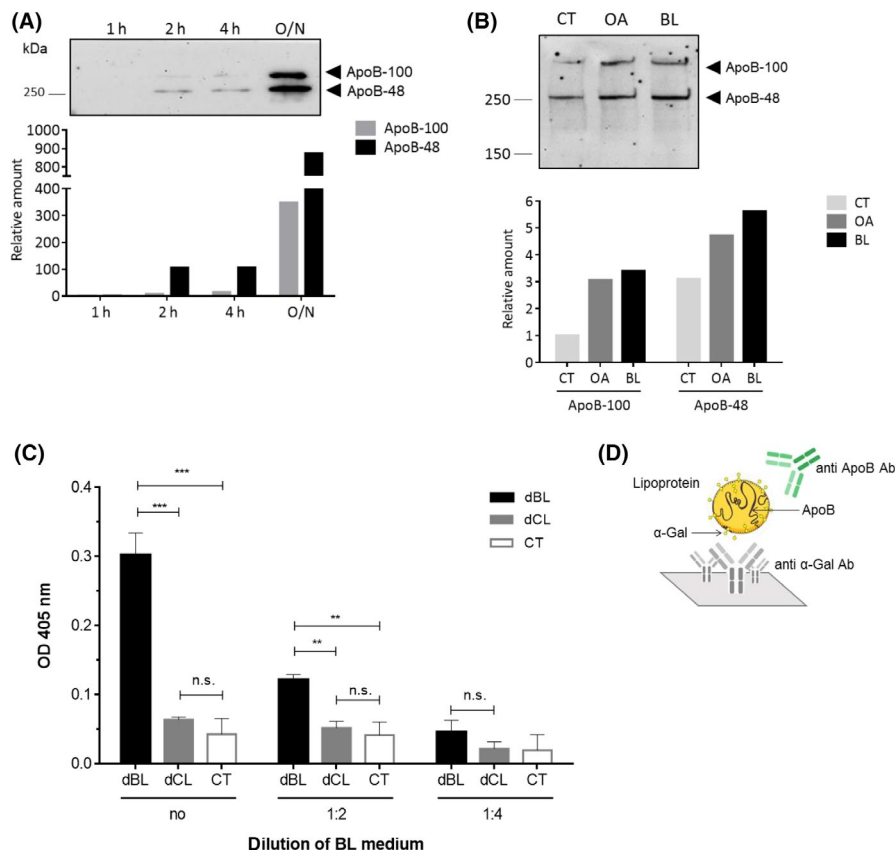 (A)
1 h 2 h 4 h O/N
kDa
ApoB-100
250
ApoB-48
ApoB-100
ApoB-48
Relative amount
1000
900
800
700
600
400
300
200
100
0
1 h 2 h 4 h O/N
(B)
CT OA BL
ApoB-100
250
ApoB-48
150
CT
OA
BL
Relative amount
6
5
4
3
2
1
0
CT OA BL CT OA BL
ApoB-100 ApoB-48
(C)
OD 405 nm
0.4
0.3
0.2
0.1
0.0
***
***
n.s.
**
**
n.s.
n.s.
dBL
dCL
CT
dBL dCL CT dBL dCL CT dBL dCL CT
no 1:2 1:4
Dilution of BL medium
(D)
anti ApoB Ab
Lipoprotein
ApoB
α-Gal
anti α-Gal Ab